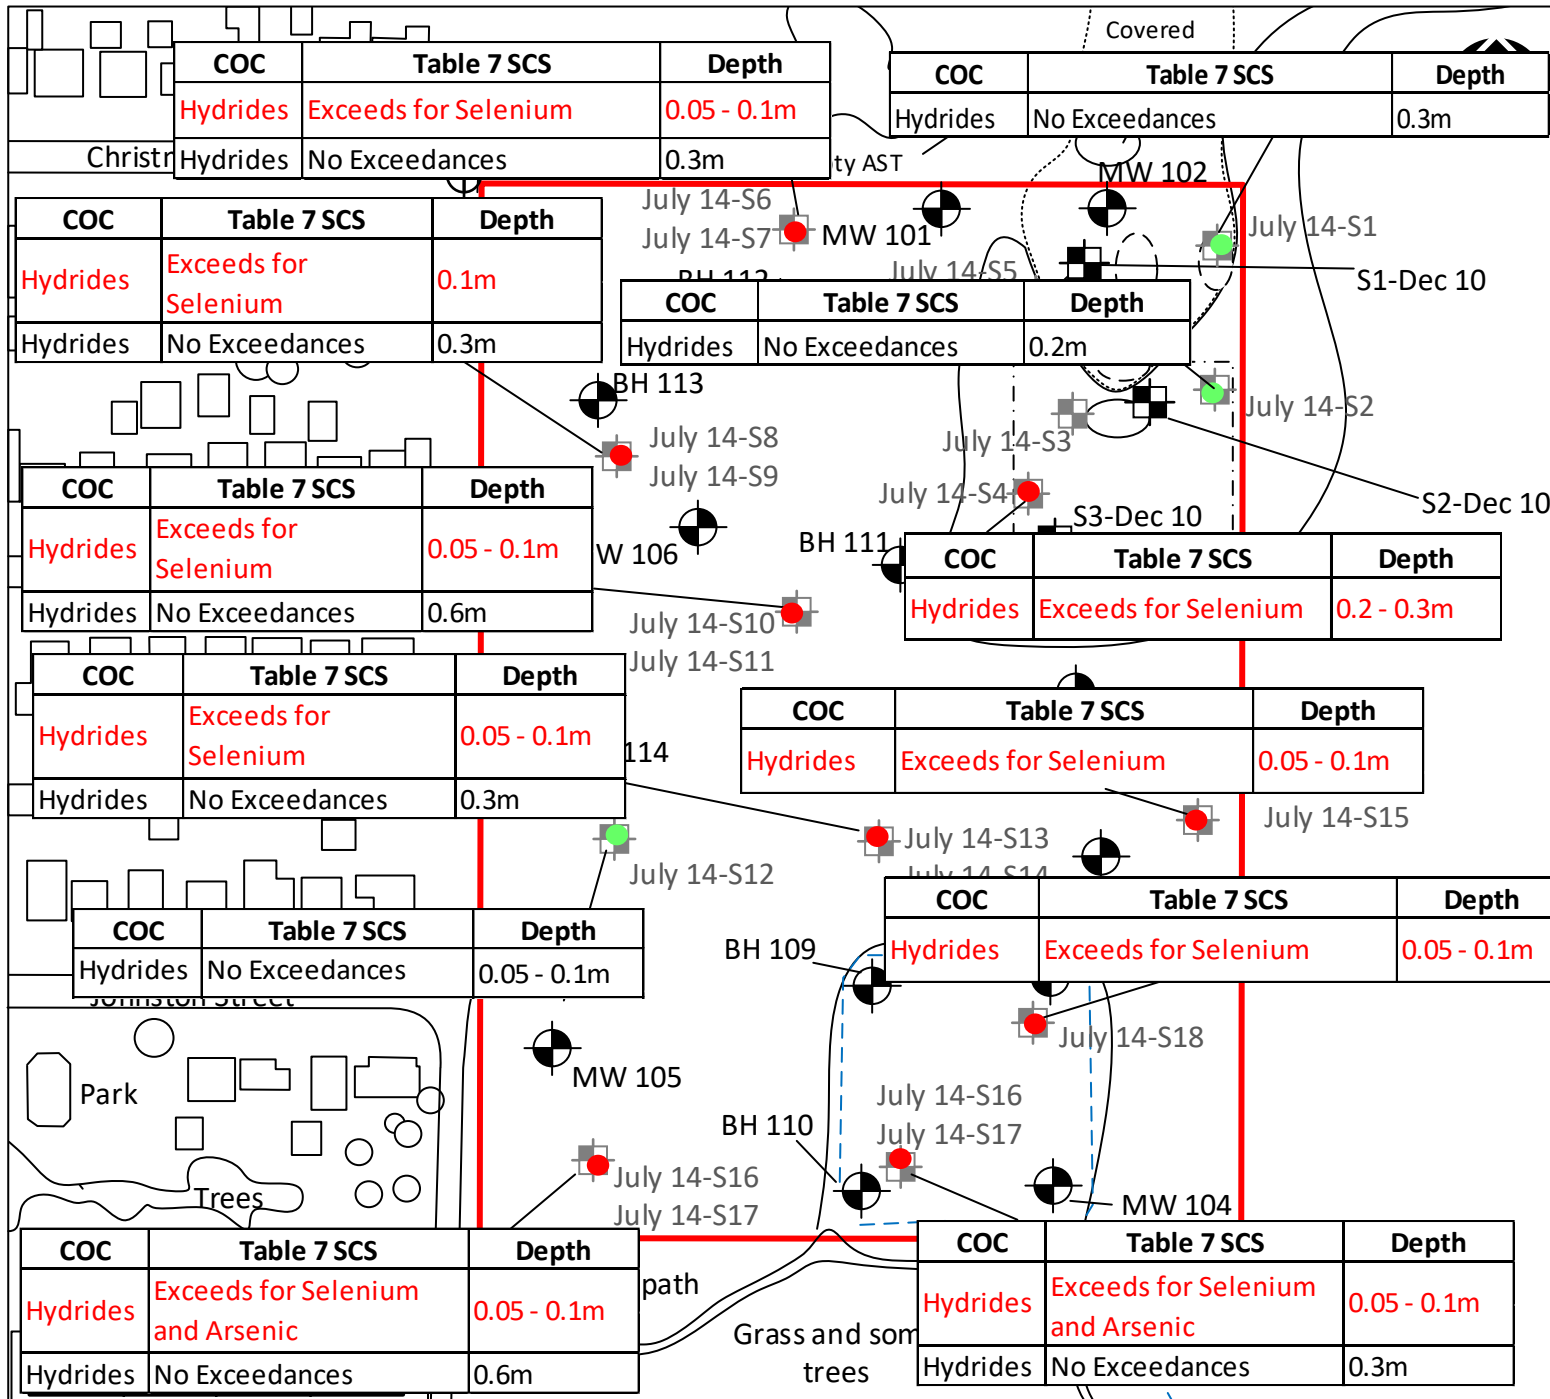 Covered
COC Table 7 SCS Depth
Hydrides Exceeds for Selenium 0.05 - 0.1m
Hydrides No Exceedances 0.3m
COC Table 7 SCS Depth
Hydrides No Exceedances 0.3m
AST
MW 102
July 14-S6
July 14-S7
MW 101
July 14-S1
July 14-S5
BH 112
S1-Dec 10
COC Table 7 SCS Depth
Hydrides Exceeds for
Selenium 0.1m
Hydrides No Exceedances 0.3m
COC Table 7 SCS Depth
Hydrides No Exceedances 0.2m
BH 113
July 14-S2
July 14-S8
July 14-S9
July 14-S3
July 14-S4
S2-Dec 10
S3-Dec 10
BH 111
COC Table 7 SCS Depth
Hydrides Exceeds for
Selenium 0.05 - 0.1m
Hydrides No Exceedances 0.6m
W 106
COC Table 7 SCS Depth
Hydrides Exceeds for Selenium 0.2 - 0.3m
July 14-S10
July 14-S11
COC Table 7 SCS Depth
Hydrides Exceeds for
Selenium 0.05 - 0.1m
Hydrides No Exceedances 0.3m
114
COC Table 7 SCS Depth
Hydrides Exceeds for Selenium 0.05 - 0.1m
July 14-S15
July 14-S13
July 14-S14
July 14-S12
COC Table 7 SCS Depth
Hydrides No Exceedances 0.05 - 0.1m
COC Table 7 SCS Depth
Hydrides Exceeds for Selenium 0.05 - 0.1m
BH 109
Johnston Street
July 14-S18
MW 105
Park
July 14-S16
July 14-S17
BH 110
Trees
July 14-S16
July 14-S17
MW 104
COC Table 7 SCS Depth
Hydrides Exceeds for Selenium
and Arsenic 0.05 - 0.1m
Hydrides No Exceedances 0.6m
path
Grass and som
trees
COC Table 7 SCS Depth
Hydrides Exceeds for Selenium
and Arsenic 0.05 - 0.1m
Hydrides No Exceedances 0.3m